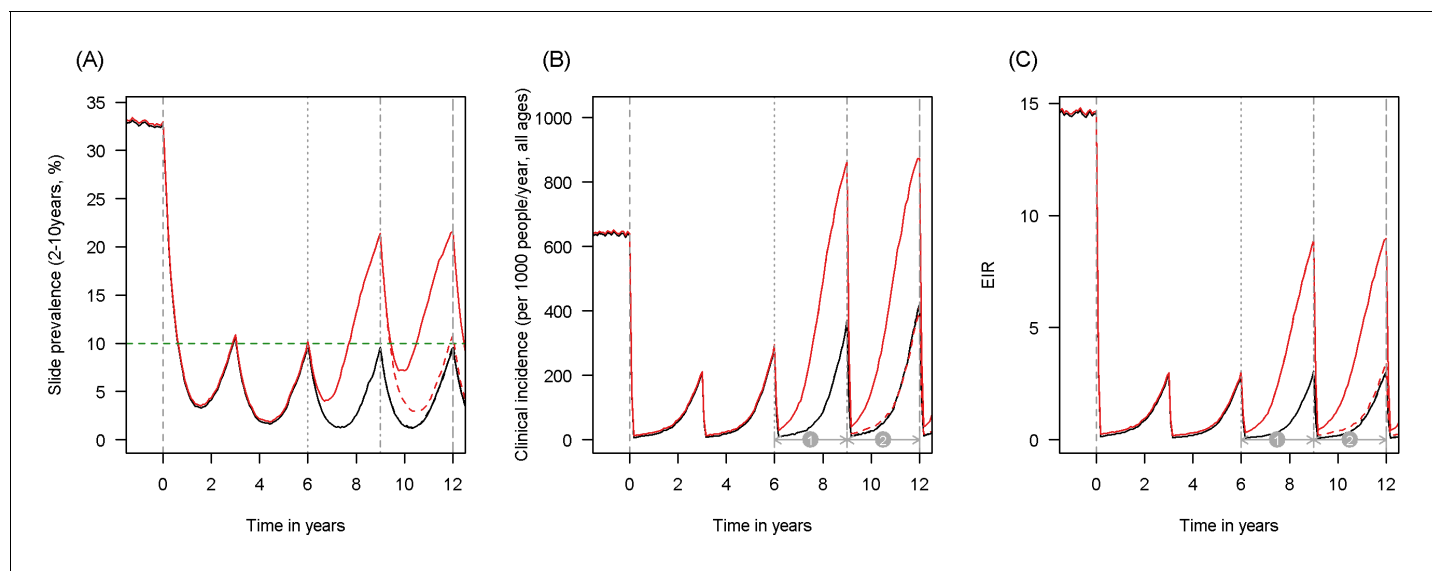 (A)
35
30
25
20
15
10
5
0
Slide prevalence (2-10years, %)
0 2 4 6 8 10 12
Time in years
(B)
1000
800
600
400
200
0
Clinical incidence (per 1000 people/year, all ages)
1 2
0 2 4 6 8 10 12
Time in years
(C)
15
10
5
0
EIR
1 2
0 2 4 6 8 10 12
Time in years